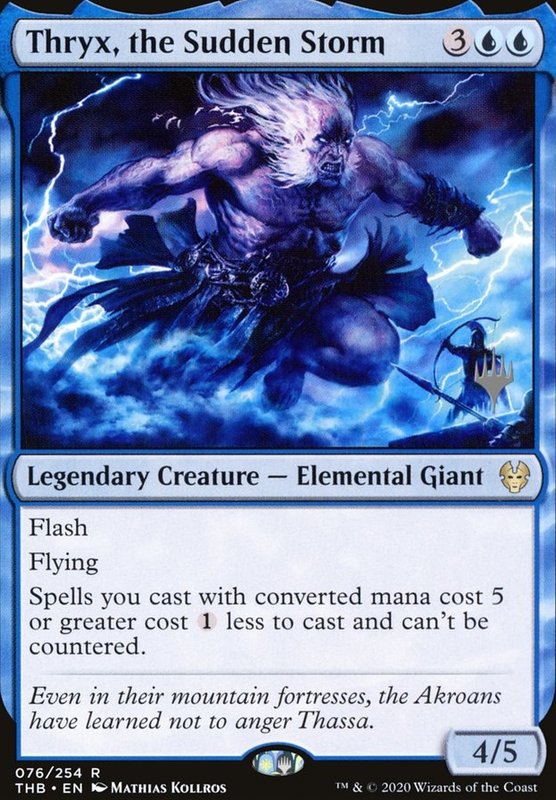 Thryx, the Sudden Storm 3
Legendary Creature — Elemental Giant
Flash
Flying
Spells you cast with converted mana cost 5
or greater cost 1 less to cast and can't be
countered.
Even in their mountain fortresses, the Akroans
have learned not to anger Thassa.
4/5
076/254 R
THB • EN Mathias Kollros
™ & © 2020 Wizards of the Coast